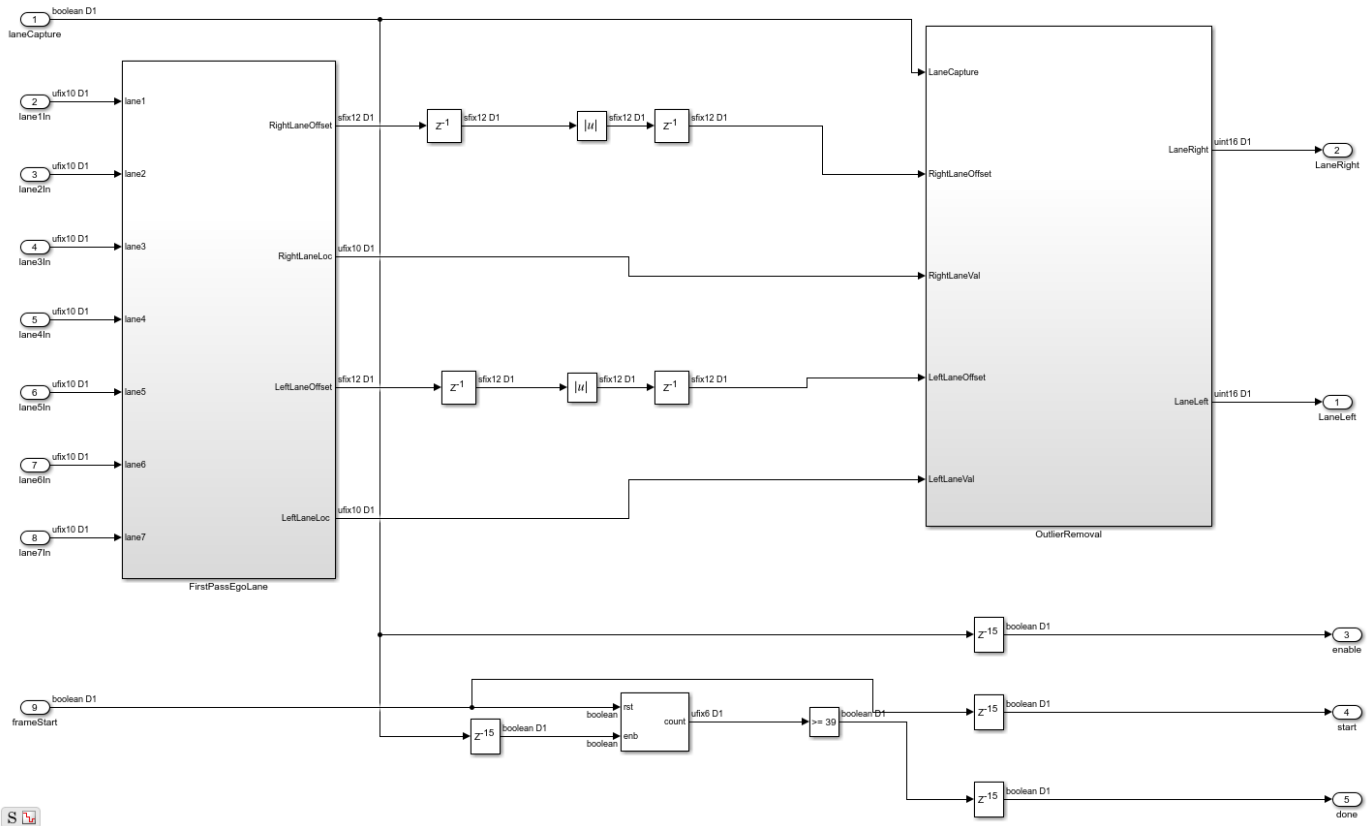 boolean D1
1
laneCapture
LaneCapture
ufix10 D1
2
lane1In
lane1
RightLaneOffset
sfix12 D1
z-1
sfix12 D1
|u|
sfix12 D1
z-1
sfix12 D1
LaneRight
uint16 D1
2
LaneRight
ufix10 D1
3
lane2In
lane2
RightLaneOffset
ufix10 D1
4
lane3In
lane3
RightLaneLoc
ufix10 D1
RightLaneVal
ufix10 D1
5
lane4In
lane4
ufix10 D1
6
lane5In
lane5
LeftLaneOffset
sfix12 D1
z-1
sfix12 D1
|u|
sfix12 D1
z-1
sfix12 D1
LeftLaneOffset
LaneLeft
uint16 D1
1
LaneLeft
ufix10 D1
7
lane6In
lane6
LeftLaneVal
ufix10 D1
8
lane7In
lane7
LeftLaneLoc
ufix10 D1
FirstPassEgoLane
OutlierRemoval
z-15
boolean D1
3
enable
boolean D1
9
frameStart
boolean
rst
count
enb
boolean
z-15
boolean D1
ufix6 D1
>= 39
boolean D1
z-15
boolean D1
4
start
z-15
boolean D1
5
done
S